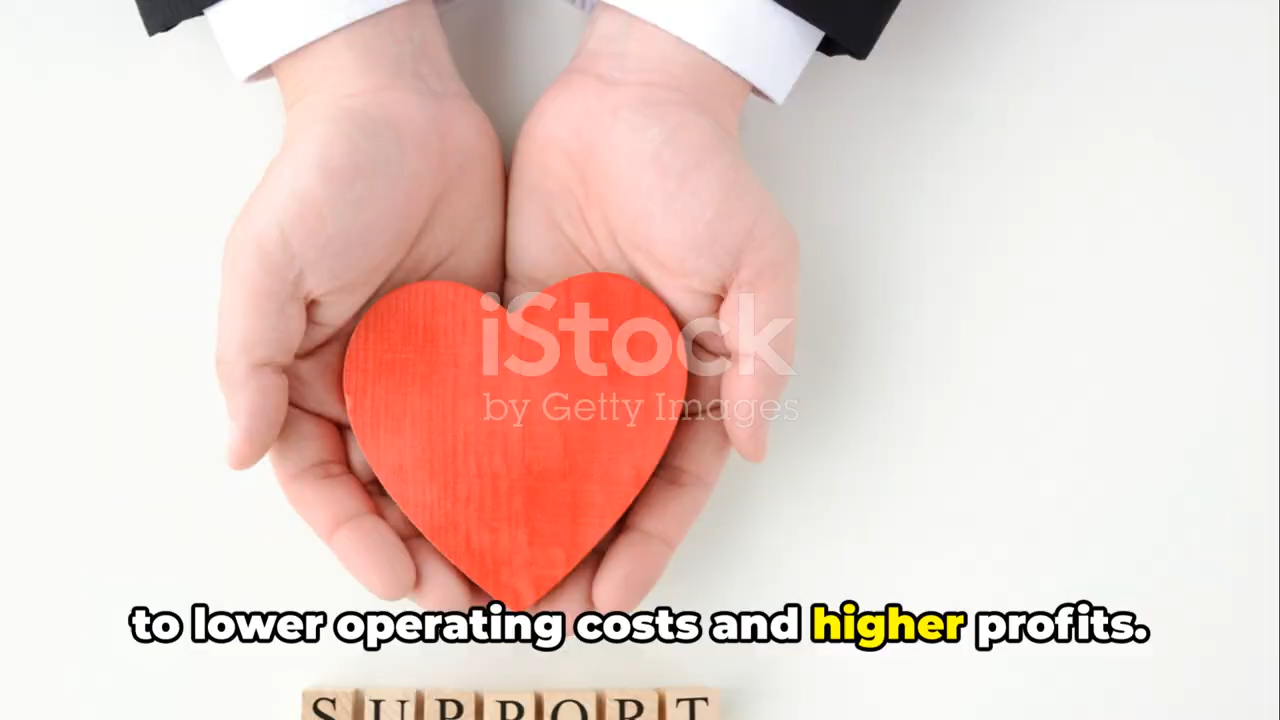 iStock
by Getty Images
to lower operating costs and higher profits.
SUPPORT